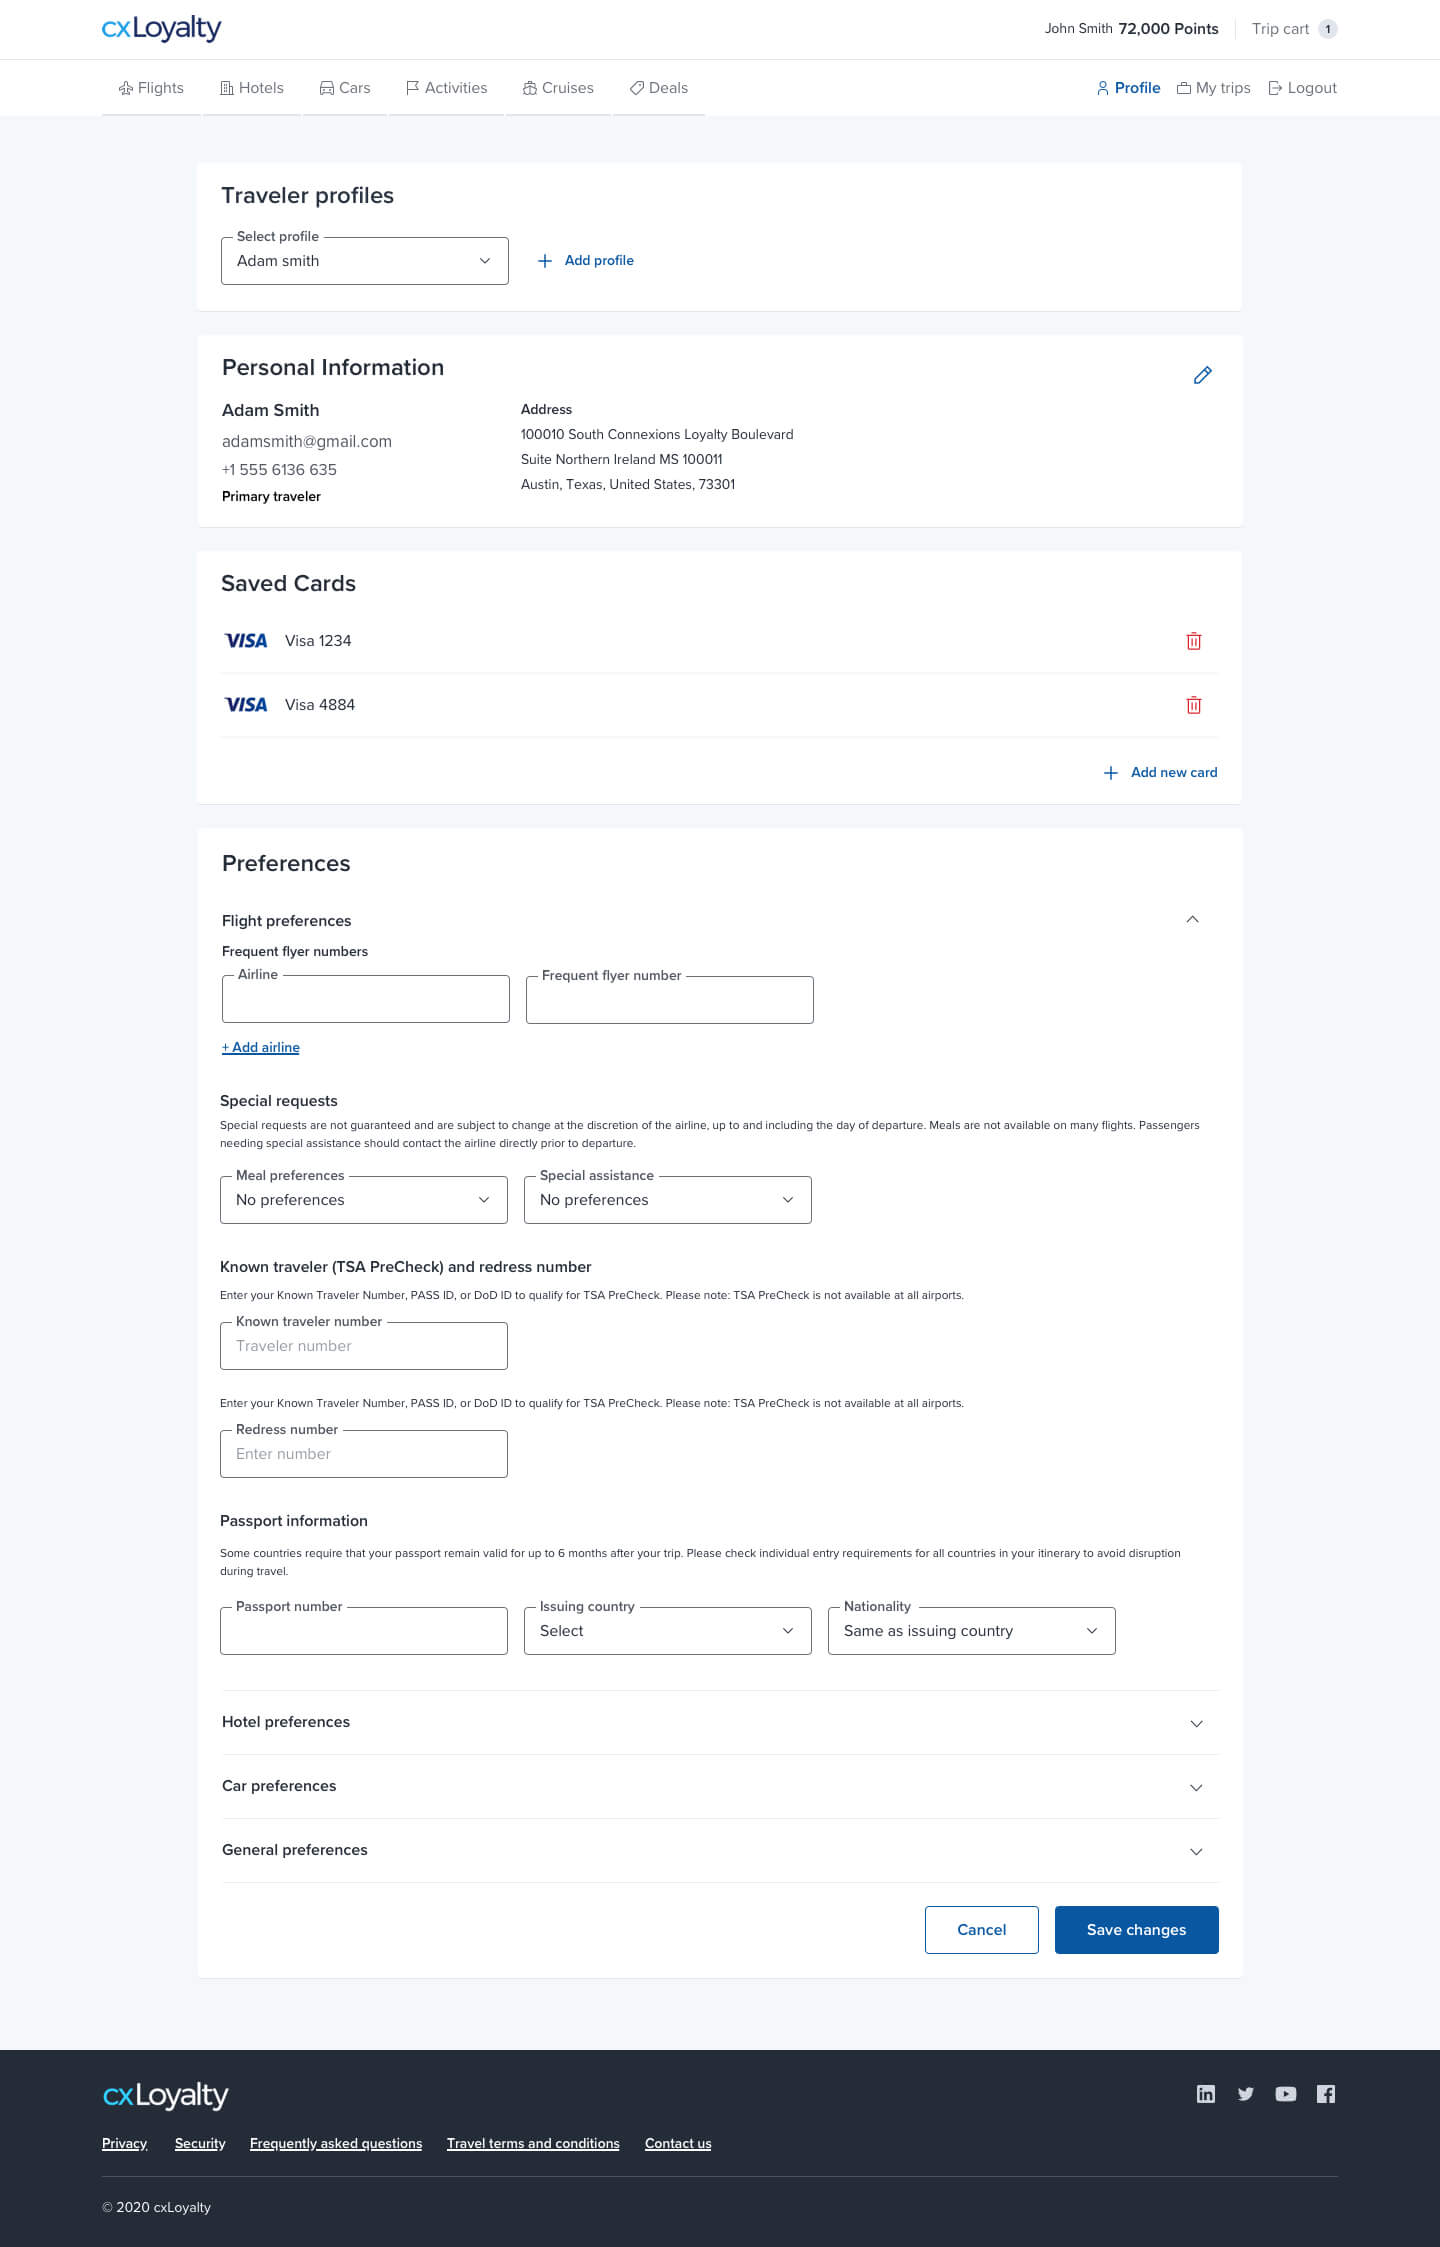 cxLoyalty
John Smith 72,000 Points Trip cart 1
Flights Hotels Cars Activities Cruises Deals Profile My trips Logout
Traveler profiles
Select profile
Adam smith
Add profile
Personal Information
Adam Smith
adamsmith@gmail.com
+1 555 6136 635
Primary traveler
Address
100010 South Connexions Loyalty Boulevard
Suite Northern Ireland MS 100011
Austin, Texas, United States, 73301
Saved Cards
VISA Visa 1234
VISA Visa 4884
Add new card
Preferences
Flight preferences
Frequent flyer numbers
Airline
Frequent flyer number
+ Add airline
Special requests
Special requests are not guaranteed and are subject to change at the discretion of the airline, up to and including the day of departure. Meals are not available on many flights. Passengers
needing special assistance should contact the airline directly prior to departure.
Meal preferences
No preferences
Special assistance
No preferences
Known traveler (TSA PreCheck) and redress number
Enter your Known Traveler Number, PASS ID, or DoD ID to qualify for TSA PreCheck. Please note: TSA PreCheck is not available at all airports.
Known traveler number
Traveler number
Enter your Known Traveler Number, PASS ID, or DoD ID to qualify for TSA PreCheck. Please note: TSA PreCheck is not available at all airports.
Redress number
Enter number
Passport information
Some countries require that your passport remain valid for up to 6 months after your trip. Please check individual entry requirements for all countries in your itinerary to avoid disruption
during travel.
Passport number
Issuing country
Select
Nationality
Same as issuing country
Hotel preferences
Car preferences
General preferences
Cancel
Save changes
cxLoyalty
Privacy Security Frequently asked questions Travel terms and conditions Contact us
© 2020 cxLoyalty